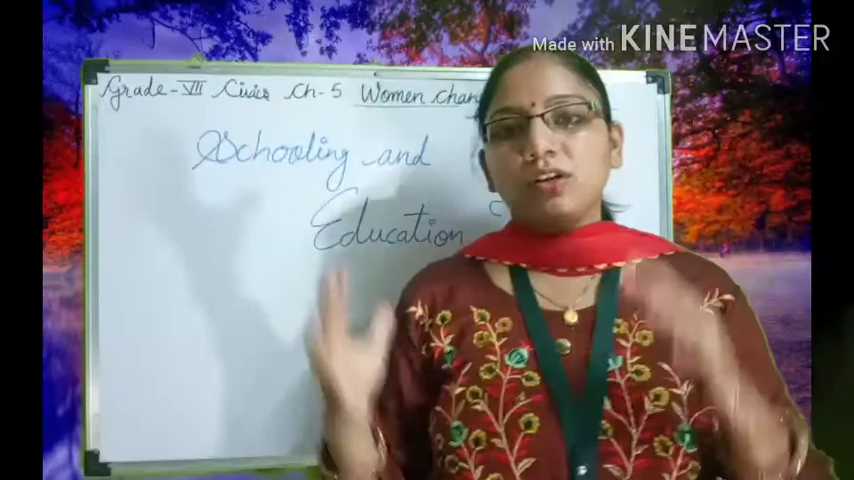 Made with KINEMASTER
Grade-VII Civics Ch-5 Women chan
Schooling and
Education